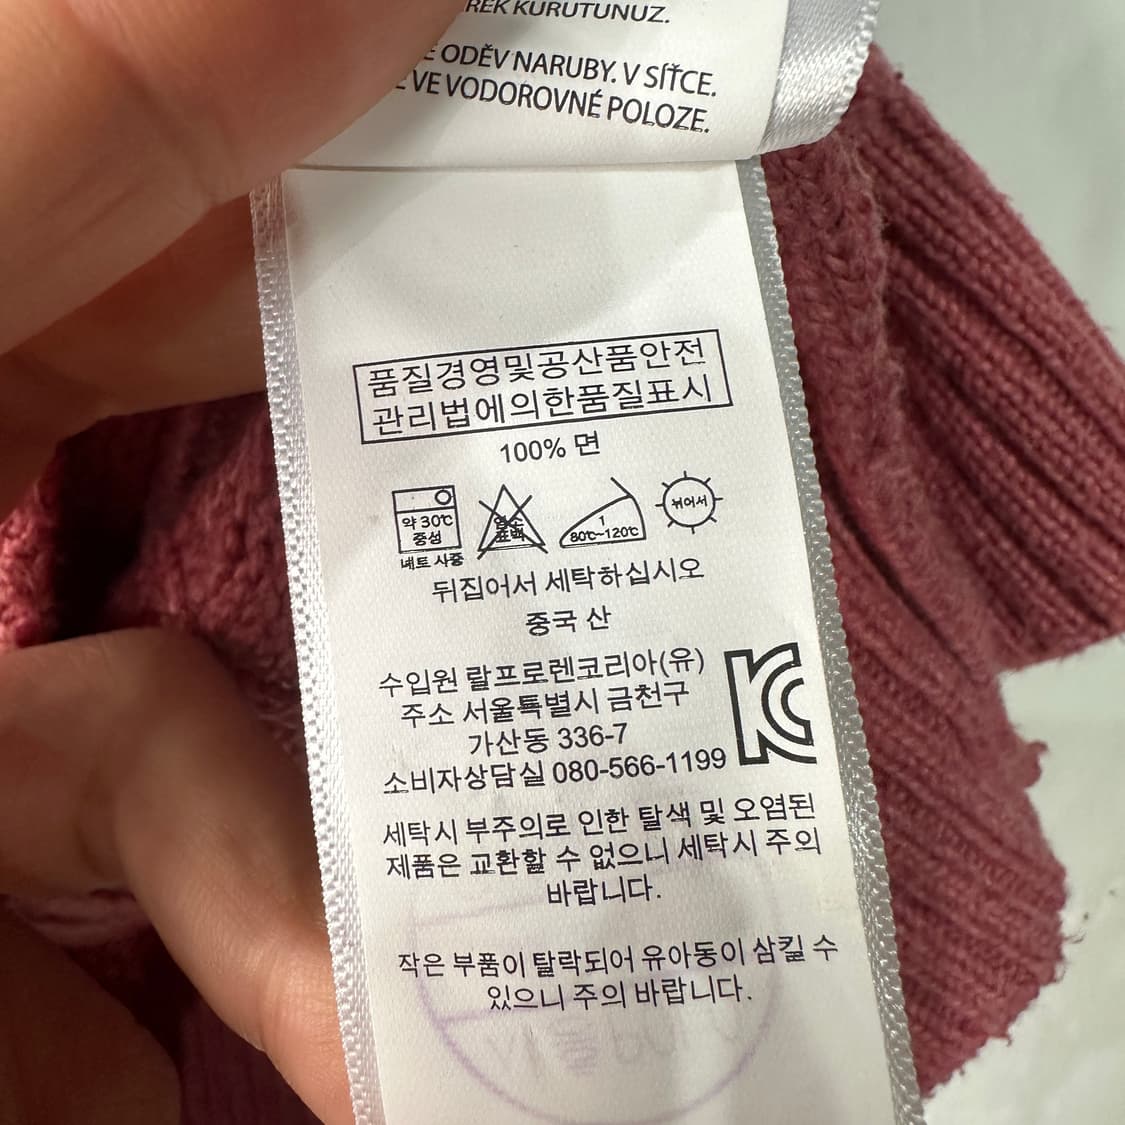 REK KURUTUNUZ.
ODĚV NARUBY. V SÍŤCE.
VE VODOROVNÉ POLOZE.
품질경영및공산품안전
관리법에의한품질표시
100% 면
약 30℃
중성
네트 사용
염소
표백
1
80℃~120℃
뉘어서
뒤집어서 세탁하십시오
중국 산
수입원 랄프로렌코리아(유)
주소 서울특별시 금천구
가산동 336-7
소비자상담실 080-566-1199
세탁시 부주의로 인한 탈색 및 오염된
제품은 교환할 수 없으니 세탁시 주의
바랍니다.
작은 부품이 탈락되어 유아동이 삼킬 수
있으니 주의 바랍니다.